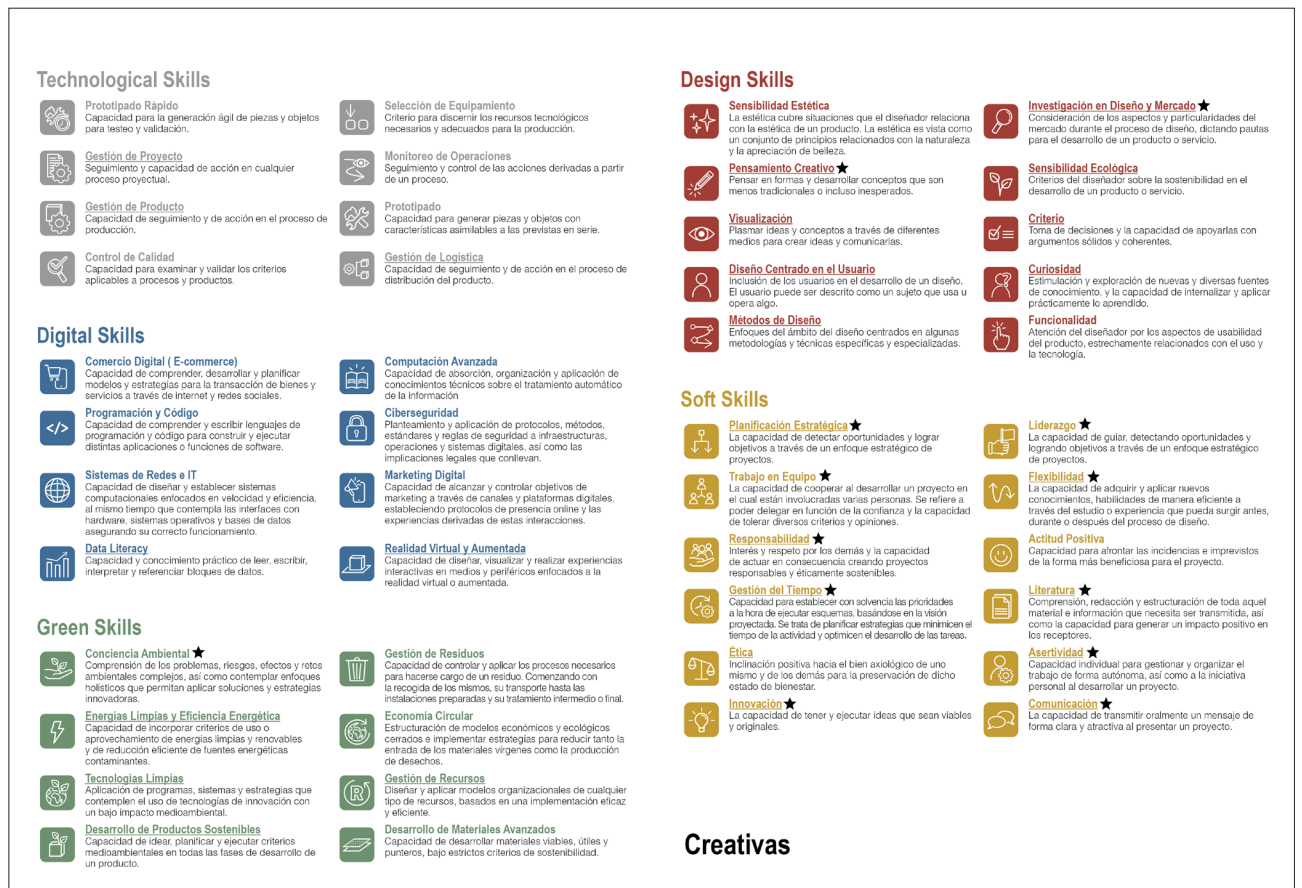 Technological Skills
Prototipado Rápido
Capacidad para la generación ágil de piezas y objetos
para testeo y validación.
Gestión de Proyecto
Seguimiento y capacidad de acción en cualquier
proceso proyectual.
Gestión de Producto
Capacidad de seguimiento y de acción en el proceso de
producción.
Control de Calidad
Capacidad para examinar y validar los criterios
aplicables a procesos y productos.
Selección de Equipamiento
Criterio para discernir los recursos tecnológicos
necesarios y adecuados para la producción.
Monitoreo de Operaciones
Seguimiento y control de las acciones derivadas a partir
de un proceso.
Prototipado
Capacidad para generar piezas y objetos con
características asimilables a las previstas en serie.
Gestión de Logística
Capacidad de seguimiento y de acción en el proceso de
distribución del producto.
Digital Skills
Comercio Digital ( E-commerce)
Capacidad de comprender, desarrollar y planificar
modelos y estrategias para la transacción de bienes y
servicios a través de internet y redes sociales.
</>
Programación y Código
Capacidad de comprender y escribir lenguajes de
programación y código para construir y ejecutar
distintas aplicaciones o funciones de software.
Sistemas de Redes e IT
Capacidad de diseñar y establecer sistemas
computacionales enfocados en velocidad y eficiencia,
al mismo tiempo que contempla las interfaces con
hardware, sistemas operativos y bases de datos
asegurando su correcto funcionamiento.
Data Literacy
Capacidad y conocimiento práctico de leer, escribir,
interpretar y referenciar bloques de datos.
Computación Avanzada
Capacidad de absorción, organización y aplicación de
conocimientos técnicos sobre el tratamiento automático
de la información
Ciberseguridad
Planteamiento y aplicación de protocolos, métodos,
estándares y reglas de seguridad a infraestructuras,
operaciones y sistemas digitales, así como las
implicaciones legales que conllevan.
Marketing Digital
Capacidad de alcanzar y controlar objetivos de
marketing a través de canales y plataformas digitales,
estableciendo protocolos de presencia online y las
experiencias derivadas de estas interacciones.
Realidad Virtual y Aumentada
Capacidad de diseñar, visualizar y realizar experiencias
interactivas en medios y periféricos enfocados a la
realidad virtual o aumentada.
Green Skills
Conciencia Ambiental ★
Comprensión de los problemas, riesgos, efectos y retos
ambientales complejos, así como contemplar enfoques
holísticos que permitan aplicar soluciones y estrategias
innovadoras.
Energías Limpias y Eficiencia Energética
Capacidad de incorporar criterios de uso o
aprovechamiento de energías limpias y renovables
y de reducción eficiente de fuentes energéticas
contaminantes.
Tecnologías Limpias
Aplicación de programas, sistemas y estrategias que
contemplen el uso de tecnologías de innovación con
un bajo impacto medioambiental.
Desarrollo de Productos Sostenibles
Capacidad de idear, planificar y ejecutar criterios
medioambientales en todas las fases de desarrollo de
un producto.
Gestión de Residuos
Capacidad de controlar y aplicar los procesos necesarios
para hacerse cargo de un residuo. Comenzando con
la recogida de los mismos, su transporte hasta las
instalaciones preparadas y su tratamiento intermedio o final.
Economía Circular
Estructuración de modelos económicos y ecológicos
cerrados e implementar estrategias para reducir tanto la
entrada de los materiales vírgenes como la producción
de desechos.
R
Gestión de Recursos
Diseñar y aplicar modelos organizacionales de cualquier
tipo de recursos, basados en una implementación eficaz
y eficiente.
Desarrollo de Materiales Avanzados
Capacidad de desarrollar materiales viables, útiles y
punteros, bajo estrictos criterios de sostenibilidad.
Design Skills
Sensibilidad Estética
La estética cubre situaciones que el diseñador relaciona
con la estética de un producto. La estética es vista como
un conjunto de principios relacionados con la naturaleza
y la apreciación de belleza.
Pensamiento Creativo ★
Pensar en formas y desarrollar conceptos que son
menos tradicionales o incluso inesperados.
Visualización
Plasmar ideas y conceptos a través de diferentes
medios para crear ideas y comunicarlas.
Diseño Centrado en el Usuario
Inclusión de los usuarios en el desarrollo de un diseño.
El usuario puede ser descrito como un sujeto que usa u
opera algo.
Métodos de Diseño
Enfoques del ámbito del diseño centrados en algunas
metodologías y técnicas específicas y especializadas.
Investigación en Diseño y Mercado ★
Consideración de los aspectos y particularidades del
mercado durante el proceso de diseño, dictando pautas
para el desarrollo de un producto o servicio.
Sensibilidad Ecológica
Criterios del diseñador sobre la sostenibilidad en el
desarrollo de un producto o servicio.
Criterio
Toma de decisiones y la capacidad de apoyarlas con
argumentos sólidos y coherentes.
Curiosidad
Estimulación y exploración de nuevas y diversas fuentes
de conocimiento, y la capacidad de internalizar y aplicar
prácticamente lo aprendido.
Funcionalidad
Atención del diseñador por los aspectos de usabilidad
del producto, estrechamente relacionados con el uso y
la tecnología.
Soft Skills
Planificación Estratégica ★
La capacidad de detectar oportunidades y lograr
objetivos a través de un enfoque estratégico de
proyectos.
Trabajo en Equipo ★
La capacidad de cooperar al desarrollar un proyecto en
el cual están involucradas varias personas. Se refiere a
poder delegar en función de la confianza y la capacidad
de tolerar diversos criterios y opiniones.
Responsabilidad ★
Interés y respeto por los demás y la capacidad
de actuar en consecuencia creando proyectos
responsables y éticamente sostenibles.
Gestión del Tiempo ★
Capacidad para establecer con solvencia las prioridades
a la hora de ejecutar esquemas, basándose en la visión
proyectada. Se trata de planificar estrategias que minimicen el
tiempo de la actividad y optimicen el desarrollo de las tareas.
Ética
Inclinación positiva hacia el bien axiológico de uno
mismo y de los demás para la preservación de dicho
estado de bienestar.
Innovación ★
La capacidad de tener y ejecutar ideas que sean viables
y originales.
Liderazgo ★
La capacidad de guiar, detectando oportunidades y
logrando objetivos a través de un enfoque estratégico
de proyectos.
Flexibilidad ★
La capacidad de adquirir y aplicar nuevos
conocimientos, habilidades de manera eficiente a
través del estudio o experiencia que pueda surgir antes,
durante o después del proceso de diseño.
Actitud Positiva
Capacidad para afrontar las incidencias e imprevistos
de la forma más beneficiosa para el proyecto.
Literatura ★
Comprensión, redacción y estructuración de toda aquel
material e información que necesita ser transmitida, así
como la capacidad para generar un impacto positivo en
los receptores.
Asertividad ★
Capacidad individual para gestionar y organizar el
trabajo de forma autónoma, así como a la iniciativa
personal al desarrollar un proyecto.
Comunicación ★
La capacidad de transmitir oralmente un mensaje de
forma clara y atractiva al presentar un proyecto.
Creativas